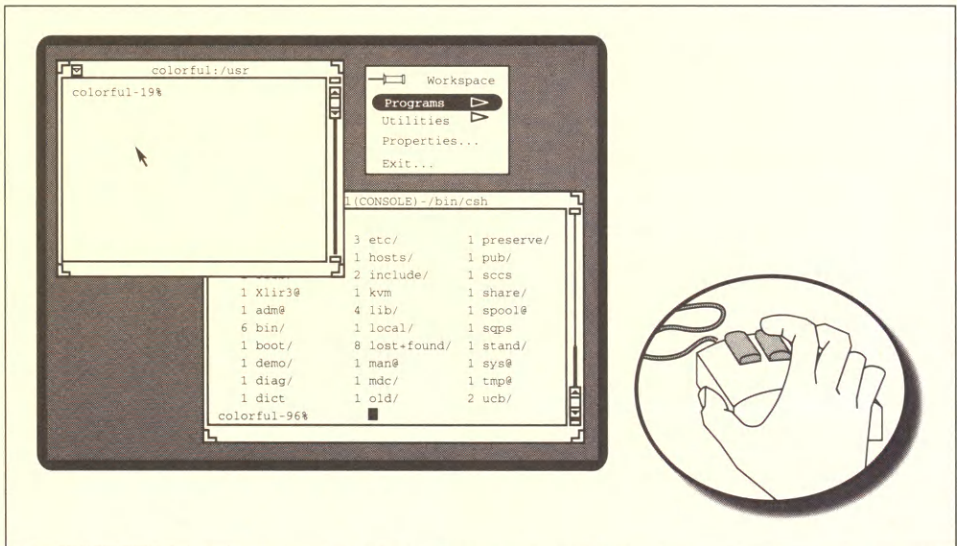 colorful:/usr
colorful-19%
Workspace
Programs
Utilities
Properties...
Exit...
1(CONSOLE)-/bin/csh
3 etc/ 1 preserve/
1 hosts/ 1 pub/
2 include/ 1 sccs
1 Xlir3@ 1 kvm 1 share/
1 adm@ 4 lib/ 1 spool@
6 bin/ 1 local/ 1 sqps
1 boot/ 8 lost+found/ 1 stand/
1 demo/ 1 man@ 1 sys@
1 diag/ 1 mdc/ 1 tmp@
1 dict 1 old/ 2 ucb/
colorful-96%